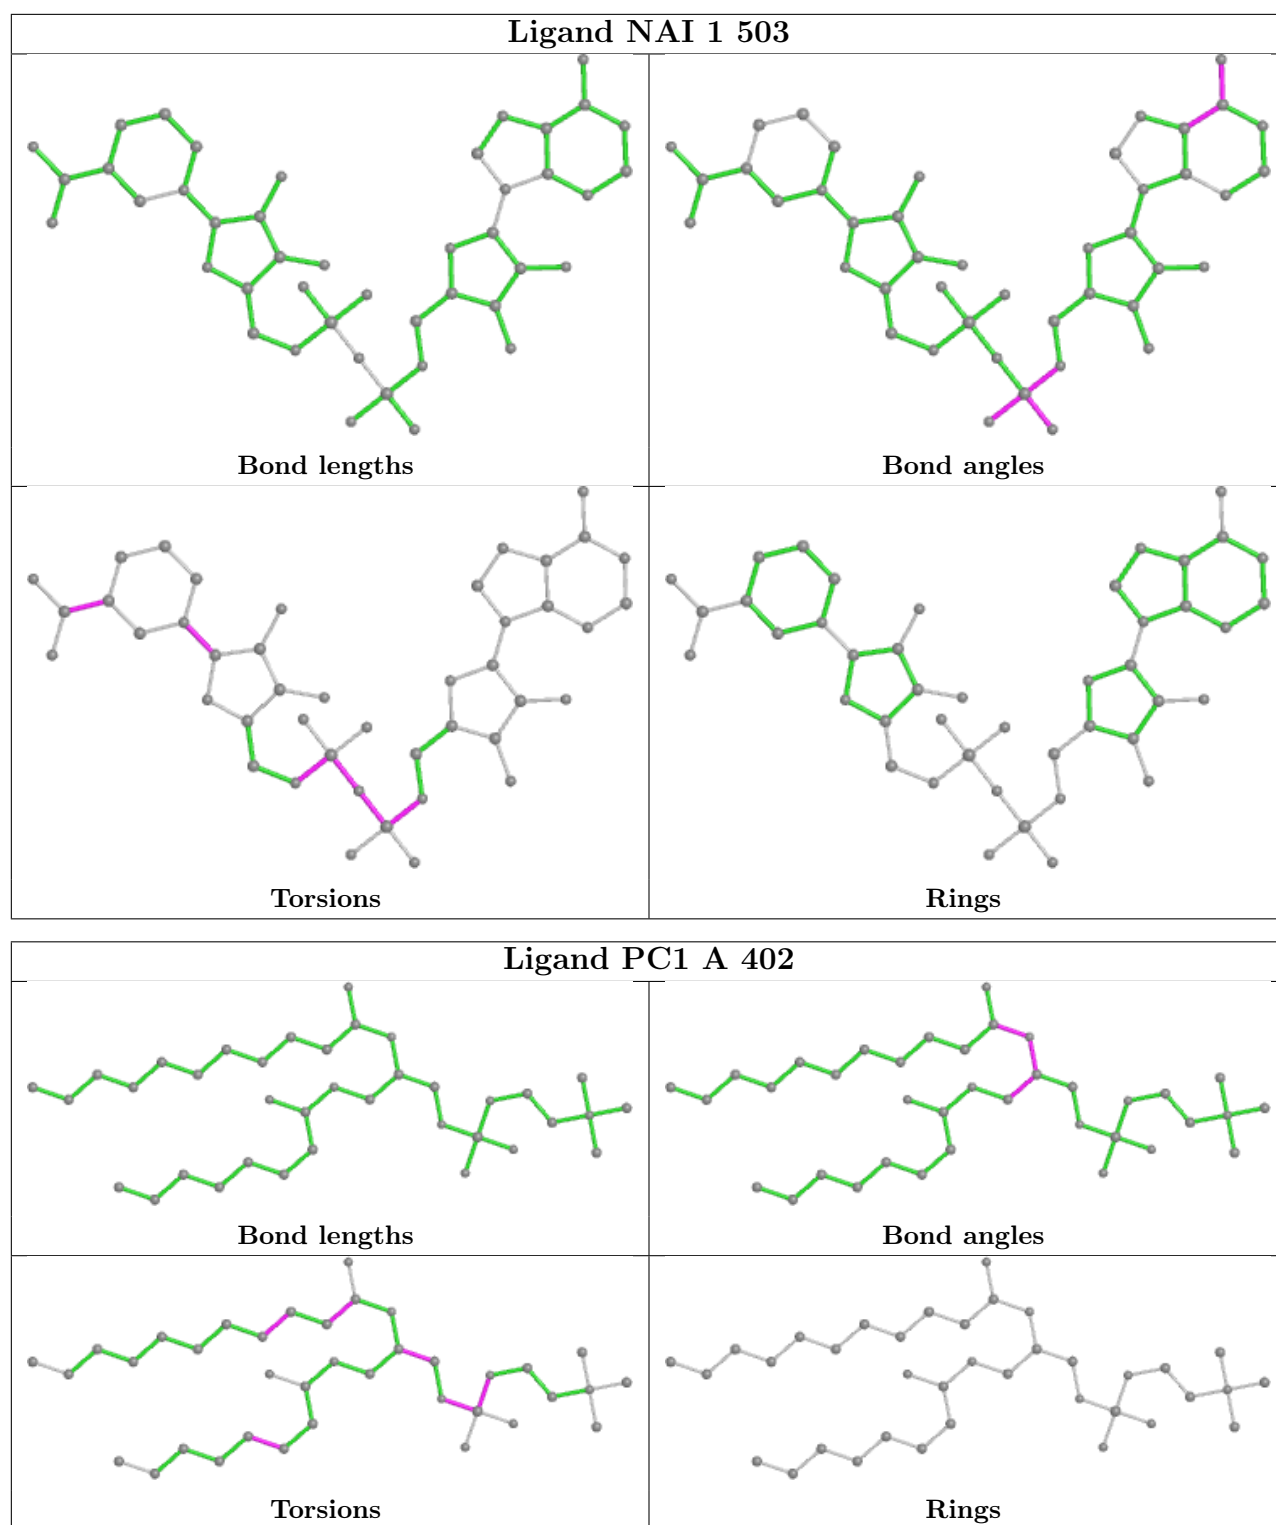 Ligand NAI 1 503
Bond lengths
Bond angles
Torsions
Rings
Ligand PC1 A 402
Bond lengths
Bond angles
Torsions
Rings